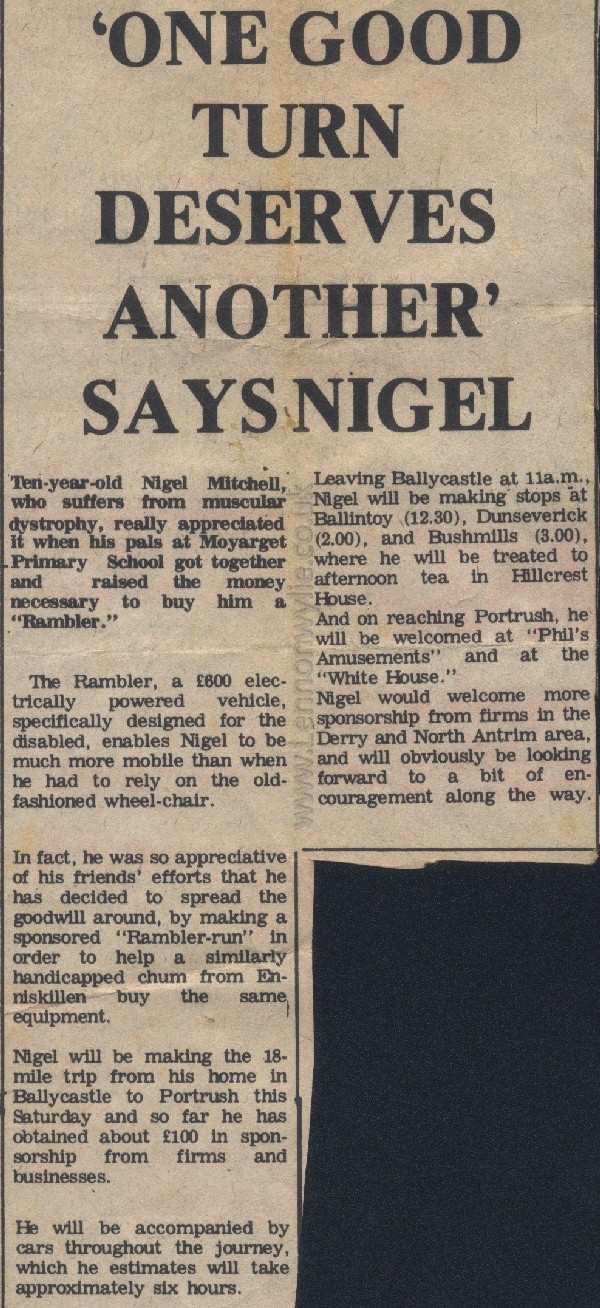 ‘ONE GOOD
TURN
DESERVES
ANOTHER’
SAYS NIGEL
Ten-year-old Nigel Mitchell,
who suffers from muscular
dystrophy, really appreciated
it when his pals at Moyarget
Primary School got together
and raised the money
necessary to buy him a
“Rambler.”
The Rambler, a £600 elec-
trically powered vehicle,
specifically designed for the
disabled, enables Nigel to be
much more mobile than when
he had to rely on the old-
fashioned wheel-chair.
In fact, he was so appreciative
of his friends’ efforts that he
has decided to spread the
goodwill around, by making a
sponsored “Rambler-run” in
order to help a similarly
handicapped chum from En-
niskillen buy the same
equipment.
Nigel will be making the 18-
mile trip from his home in
Ballycastle to Portrush this
Saturday and so far he has
obtained about £100 in spon-
sorship from firms and
businesses.
He will be accompanied by
cars throughout the journey,
which he estimates will take
approximately six hours.
Leaving Ballycastle at 11a.m.,
Nigel will be making stops at
Ballintoy (12.30), Dunseverick
(2.00), and Bushmills (3.00),
where he will be treated to
afternoon tea in Hillcrest
House.
And on reaching Portrush, he
will be welcomed at “Phil’s
Amusements” and at the
“White House.”
Nigel would welcome more
sponsorship from firms in the
Derry and North Antrim area,
and will obviously be looking
forward to a bit of en-
couragement along the way.
www.Lennonwylie.co.uk